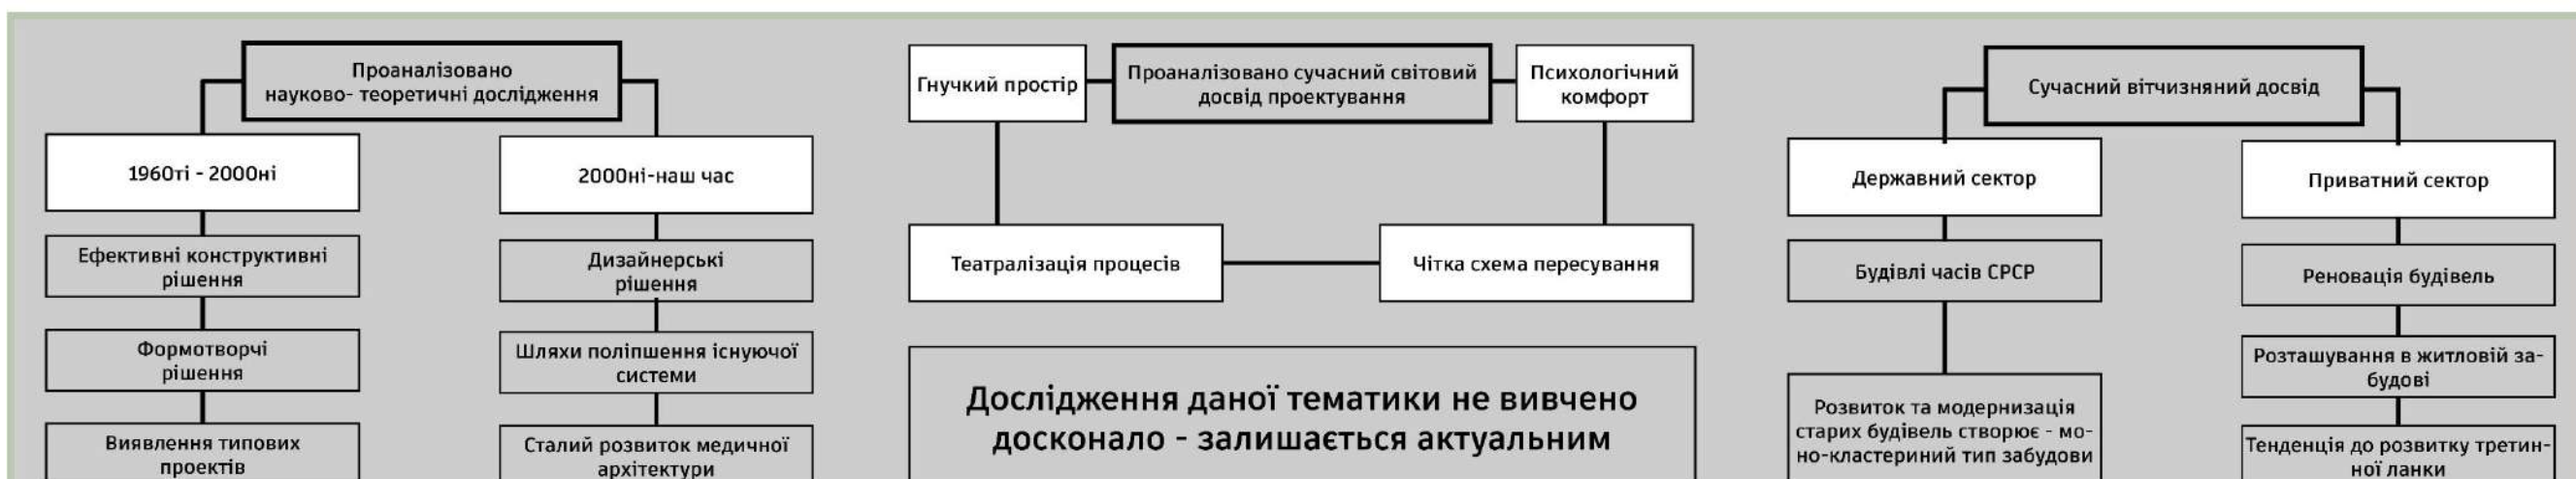 Проаналізовано
науково- теоретичні дослідження
1960ті - 2000ні
Ефективні конструктивні
рішення
Формотворчі
рішення
Виявлення типових
проектів
2000ні-наш час
Дизайнерські
рішення
Шляхи поліпшення існуючої
системи
Сталий розвиток медичної
архітектури
Гнучкий простір
Проаналізовано сучасний світовий
досвід проектування
Психологічний
комфорт
Театралізація процесів
Чітка схема пересування
Дослідження даної тематики не вивчено
досконало - залишається актуальним
Сучасний вітчизняний досвід
Державний сектор
Будівлі часів СРСР
Розвиток та модернизація
старих будівель створює - мо-
но-кластериний тип забудови
Приватний сектор
Реновація будівель
Розташування в житловій за-
будові
Тенденція до розвитку третин-
ної ланки